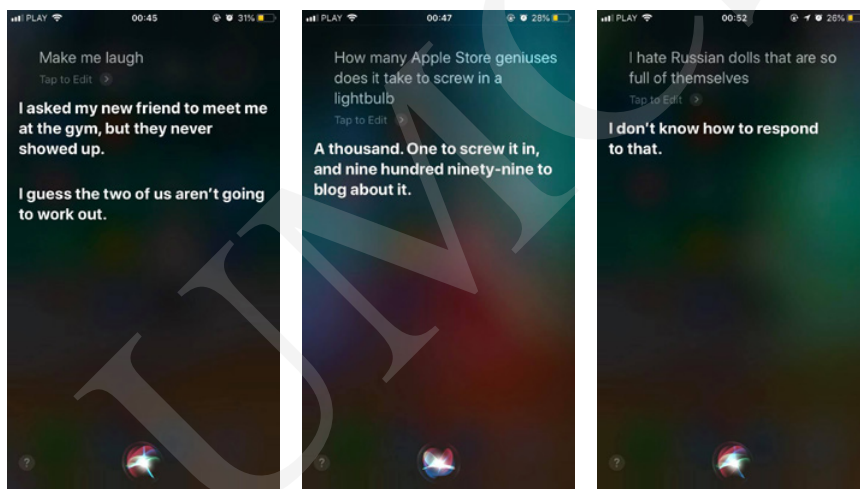 PLAY 00:45 31%
Make me laugh
Tap to Edit
I asked my new friend to meet me
at the gym, but they never
showed up.
I guess the two of us aren't going
to work out.
?
PLAY 00:47 28%
How many Apple Store geniuses
does it take to screw in a
lightbulb
Tap to Edit
A thousand. One to screw it in,
and nine hundred ninety-nine to
blog about it.
?
PLAY 00:52 26%
I hate Russian dolls that are so
full of themselves
Tap to Edit
I don't know how to respond
to that.
?
UMC